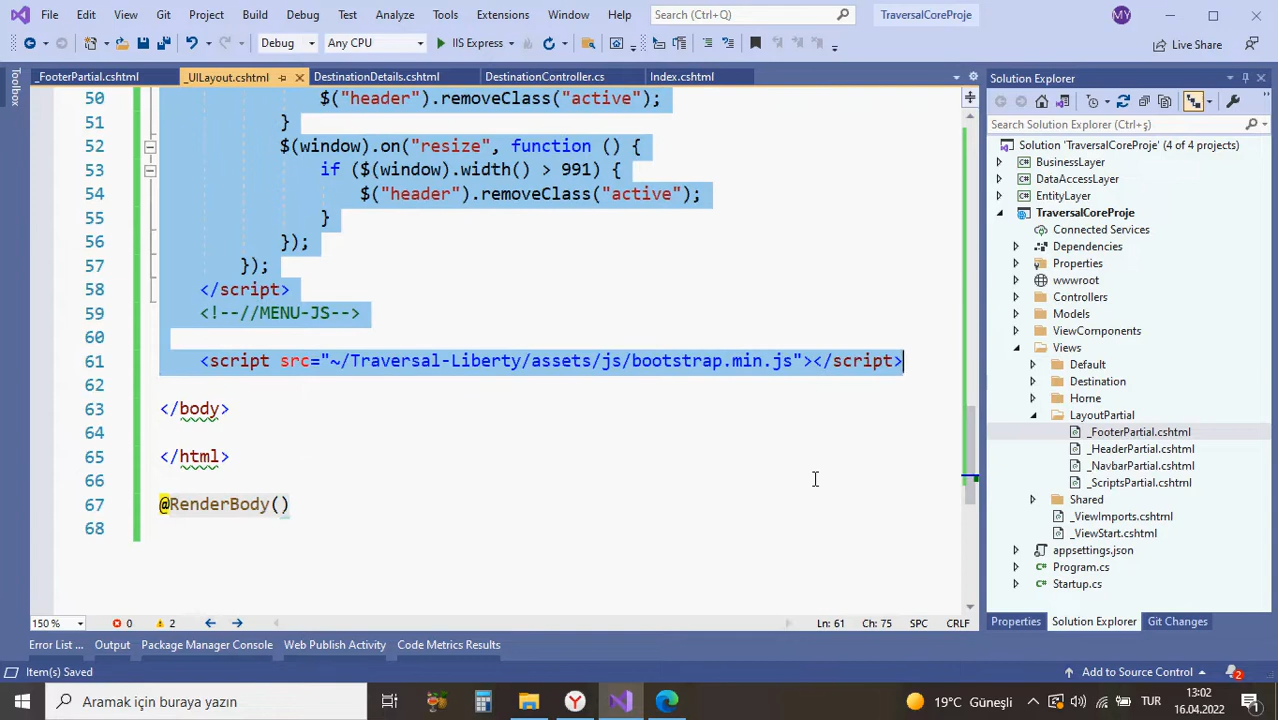 File Edit View Git Project Build Debug Test Analyze Tools Extensions Window Help Search (Ctrl+Q) TraversalCoreProje MY
Debug Any CPU IIS Express Live Share
Toolbox
_FooterPartial.cshtml _UILayout.cshtml DestinationDetails.cshtml DestinationController.cs Index.cshtml
50 $("header").removeClass("active");
51 }
52 $(window).on("resize", function () {
53 if ($(window).width() > 991) {
54 $("header").removeClass("active");
55 }
56 });
57 });
58 </script>
59 <!--//MENU-JS-->
60
61 <script src="~/Traversal-Liberty/assets/js/bootstrap.min.js"></script>
62
63 </body>
64
65 </html>
66
67 @RenderBody()
68
150 % 0 2 Ln: 61 Ch: 75 SPC CRLF
Solution Explorer
Search Solution Explorer (Ctrl+ş)
Solution 'TraversalCoreProje' (4 of 4 projects)
BusinessLayer
DataAccessLayer
EntityLayer
TraversalCoreProje
Connected Services
Dependencies
Properties
wwwroot
Controllers
Models
ViewComponents
Views
Default
Destination
Home
LayoutPartial
_FooterPartial.cshtml
_HeaderPartial.cshtml
_NavbarPartial.cshtml
_ScriptsPartial.cshtml
Shared
_ViewImports.cshtml
_ViewStart.cshtml
appsettings.json
Program.cs
Startup.cs
Properties Solution Explorer Git Changes
Error List ... Output Package Manager Console Web Publish Activity Code Metrics Results
Item(s) Saved Add to Source Control 2
Aramak için buraya yazın 19°C Güneşli TUR 13:02
16.04.2022 1